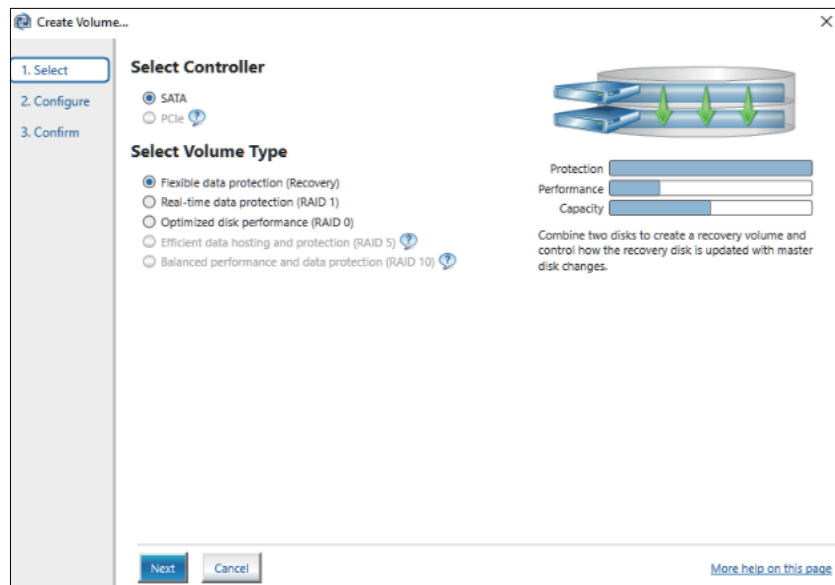 Create Volume...
1. Select
2. Configure
3. Confirm
Select Controller
SATA
PCIe ?
Select Volume Type
Flexible data protection (Recovery)
Real-time data protection (RAID 1)
Optimized disk performance (RAID 0)
Efficient data hosting and protection (RAID 5) ?
Balanced performance and data protection (RAID 10) ?
Protection
Performance
Capacity
Combine two disks to create a recovery volume and
control how the recovery disk is updated with master
disk changes.
Next
Cancel
More help on this page